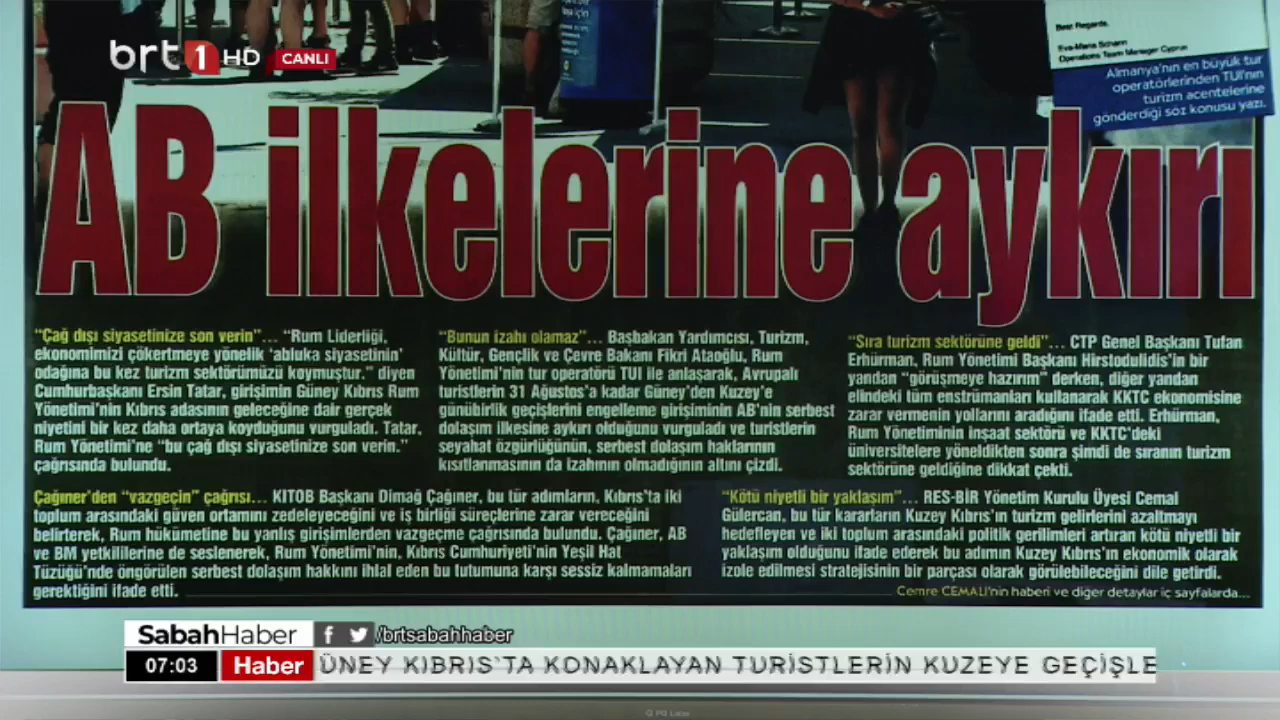 brt 1 HD CANLI
Best Regards,
Eva-Maria Schann
Operations Team Manager Cyprus
Almanya'nın en büyük tur
operatörlerinden TUI'nın
turizm acentelerine
gönderdiği söz konusu yazı.
AB ilkelerine aykırı
“Çağ dışı siyasetinize son verin”... “Rum Liderliği,
ekonomimizi çökertmeye yönelik ‘abluka siyasetinin’
odağına bu kez turizm sektörümüzü koymuştur.” diyen
Cumhurbaşkanı Ersin Tatar, girişimin Güney Kıbrıs Rum
Yönetimi'nin Kıbrıs adasının geleceğine dair gerçek
niyetini bir kez daha ortaya koyduğunu vurguladı. Tatar,
Rum Yönetimi'ne “bu çağ dışı siyasetinize son verin.”
çağrısında bulundu.
“Bunun izahı olamaz”... Başbakan Yardımcısı, Turizm,
Kültür, Gençlik ve Çevre Bakanı Fikri Ataoğlu, Rum
Yönetimi'nin tur operatörü TUI ile anlaşarak, Avrupalı
turistlerin 31 Ağustos'a kadar Güney'den Kuzey'e
günübirlik geçişlerini engelleme girişiminin AB'nin serbest
dolaşım ilkesine aykırı olduğunu vurguladı ve turistlerin
seyahat özgürlüğünün, serbest dolaşım haklarının
kısıtlanmasının da izahının olmadığının altını çizdi.
“Sıra turizm sektörüne geldi”... CTP Genel Başkanı Tufan
Erhürman, Rum Yönetimi Başkanı Hirstodulidis'in bir
yandan “görüşmeye hazırım” derken, diğer yandan
elindeki tüm enstrümanları kullanarak KKTC ekonomisine
zarar vermenin yollarını aradığını ifade etti. Erhürman,
Rum Yönetiminin inşaat sektörü ve KKTC'deki
üniversitelere yöneldikten sonra şimdi de sıranın turizm
sektörüne geldiğine dikkat çekti.
Çağıner'den “vazgeçin” çağrısı... KITOB Başkanı Dimağ Çağıner, bu tür adımların, Kıbrıs'ta iki
toplum arasındaki güven ortamını zedeleyeceğini ve iş birliği süreçlerine zarar vereceğini
belirterek, Rum hükümetine bu yanlış girişimlerden vazgeçme çağrısında bulundu. Çağıner, AB
ve BM yetkililerine de seslenerek, Rum Yönetimi'nin, Kıbrıs Cumhuriyeti'nin Yeşil Hat
Tüzüğü'nde öngörülen serbest dolaşım hakkını ihlal eden bu tutumuna karşı sessiz kalmamaları
gerektiğini ifade etti.
“Kötü niyetli bir yaklaşım”... RES-BİR Yönetim Kurulu Üyesi Cemal
Gülercan, bu tür kararların Kuzey Kıbrıs'ın turizm gelirlerini azaltmayı
hedefleyen ve iki toplum arasındaki politik gerilimleri artıran kötü niyetli bir
yaklaşım olduğunu ifade ederek bu adımın Kuzey Kıbrıs'ın ekonomik olarak
izole edilmesi stratejisinin bir parçası olarak görülebileceğini dile getirdi.
Cemre CEMALİ'nin haberi ve diğer detaylar iç sayfalarda...
SabahHaber f /brtsabahhaber
07:03 Haber ÜNEY KIBRIS'TA KONAKLAYAN TURİSTLERİN KUZEYE GEÇİŞLE